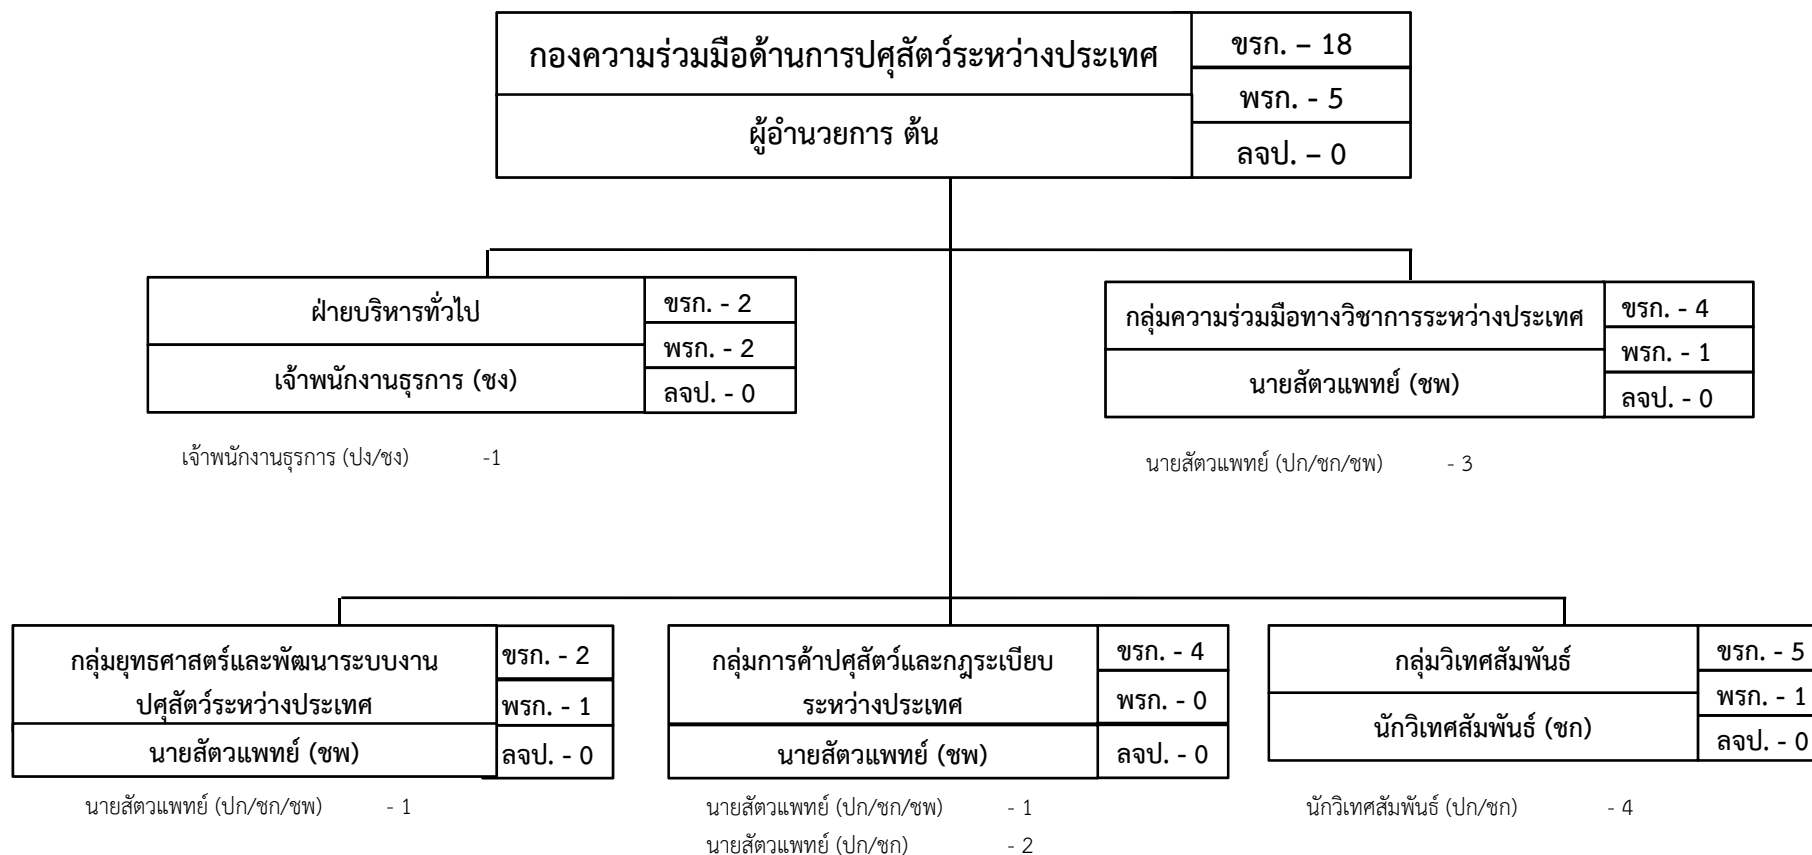 กองความร่วมมือด้านการปศุสัตว์ระหว่างประเทศ
ขรก. – 18
พรก. - 5
ผู้อำนวยการ ต้น
ลจป. – 0
ฝ่ายบริหารทั่วไป
ขรก. - 2
พรก. - 2
เจ้าพนักงานธุรการ (ชง)
ลจป. - 0
เจ้าพนักงานธุรการ (ปง/ชง) -1
กลุ่มความร่วมมือทางวิชาการระหว่างประเทศ
ขรก. - 4
พรก. - 1
นายสัตวแพทย์ (ชพ)
ลจป. - 0
นายสัตวแพทย์ (ปก/ชก/ชพ) - 3
กลุ่มยุทธศาสตร์และพัฒนาระบบงาน
ปศุสัตว์ระหว่างประเทศ
ขรก. - 2
พรก. - 1
นายสัตวแพทย์ (ชพ)
ลจป. - 0
นายสัตวแพทย์ (ปก/ชก/ชพ) - 1
กลุ่มการค้าปศุสัตว์และกฎระเบียบ
ระหว่างประเทศ
ขรก. - 4
พรก. - 0
นายสัตวแพทย์ (ชพ)
ลจป. - 0
นายสัตวแพทย์ (ปก/ชก/ชพ) - 1
นายสัตวแพทย์ (ปก/ชก) - 2
กลุ่มวิเทศสัมพันธ์
ขรก. - 5
พรก. - 1
นักวิเทศสัมพันธ์ (ชก)
ลจป. - 0
นักวิเทศสัมพันธ์ (ปก/ชก) - 4